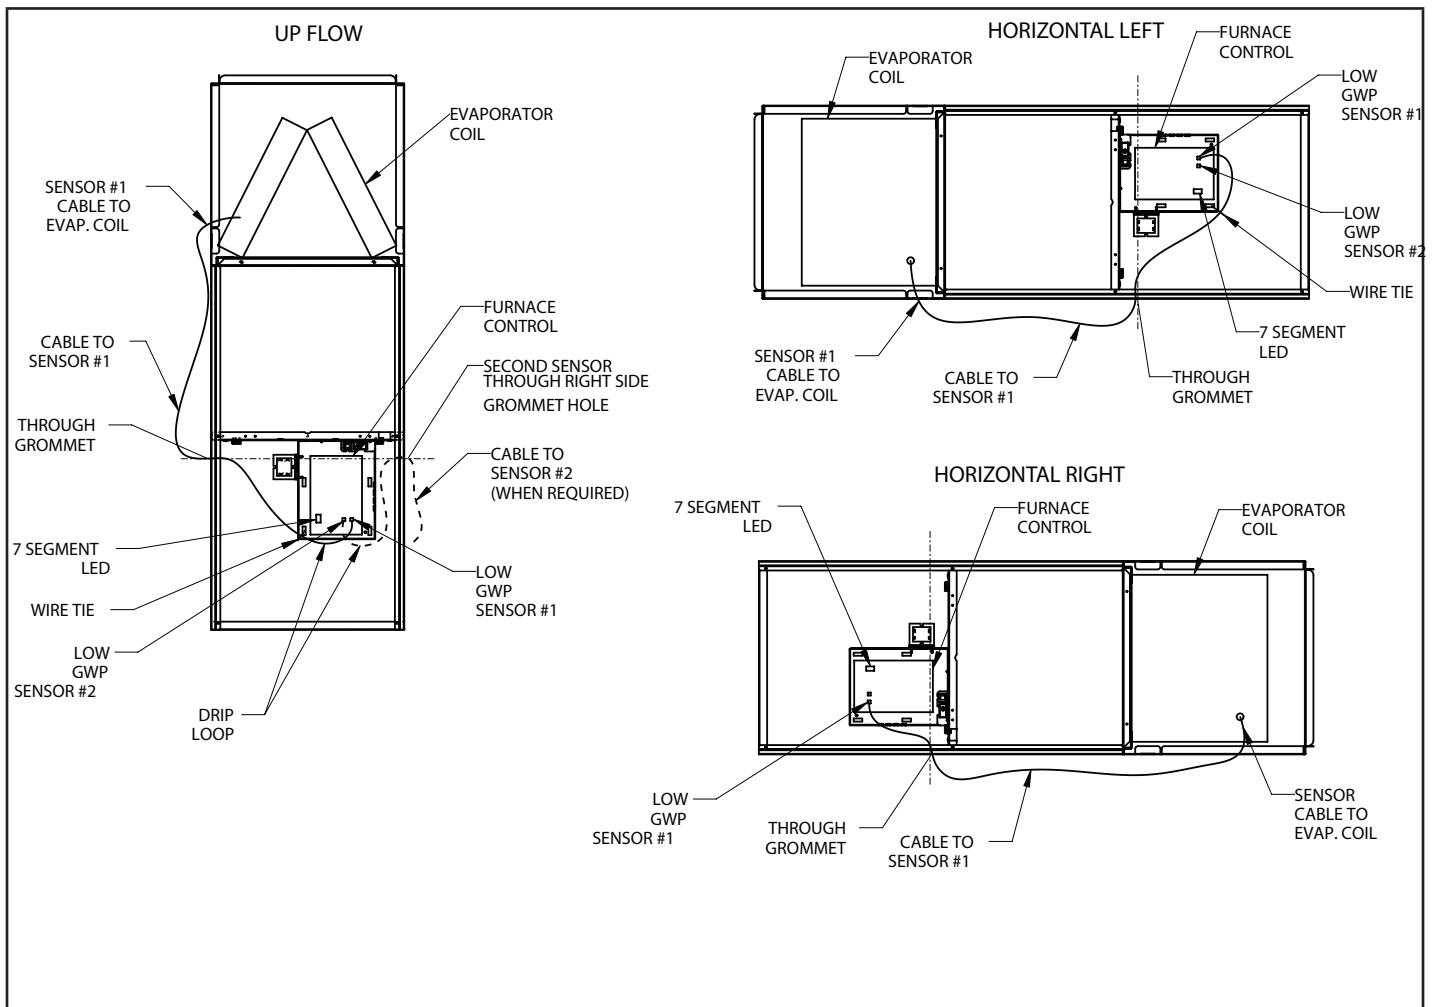 UP FLOW
EVAPORATOR
COIL
SENSOR #1
CABLE TO
EVAP. COIL
FURNACE
CONTROL
CABLE TO
SENSOR #1
SECOND SENSOR
THROUGH RIGHT SIDE
GROMMET HOLE
THROUGH
GROMMET
CABLE TO
SENSOR #2
(WHEN REQUIRED)
7 SEGMENT
LED
LOW
GWP
SENSOR #1
WIRE TIE
LOW
GWP
SENSOR #2
DRIP
LOOP
HORIZONTAL LEFT
FURNACE
CONTROL
EVAPORATOR
COIL
LOW
GWP
SENSOR #1
LOW
GWP
SENSOR #2
WIRE TIE
7 SEGMENT
LED
SENSOR #1
CABLE TO
EVAP. COIL
CABLE TO
SENSOR #1
THROUGH
GROMMET
HORIZONTAL RIGHT
7 SEGMENT
LED
FURNACE
CONTROL
EVAPORATOR
COIL
LOW
GWP
SENSOR #1
THROUGH
GROMMET
CABLE TO
SENSOR #1
SENSOR
CABLE TO
EVAP. COIL